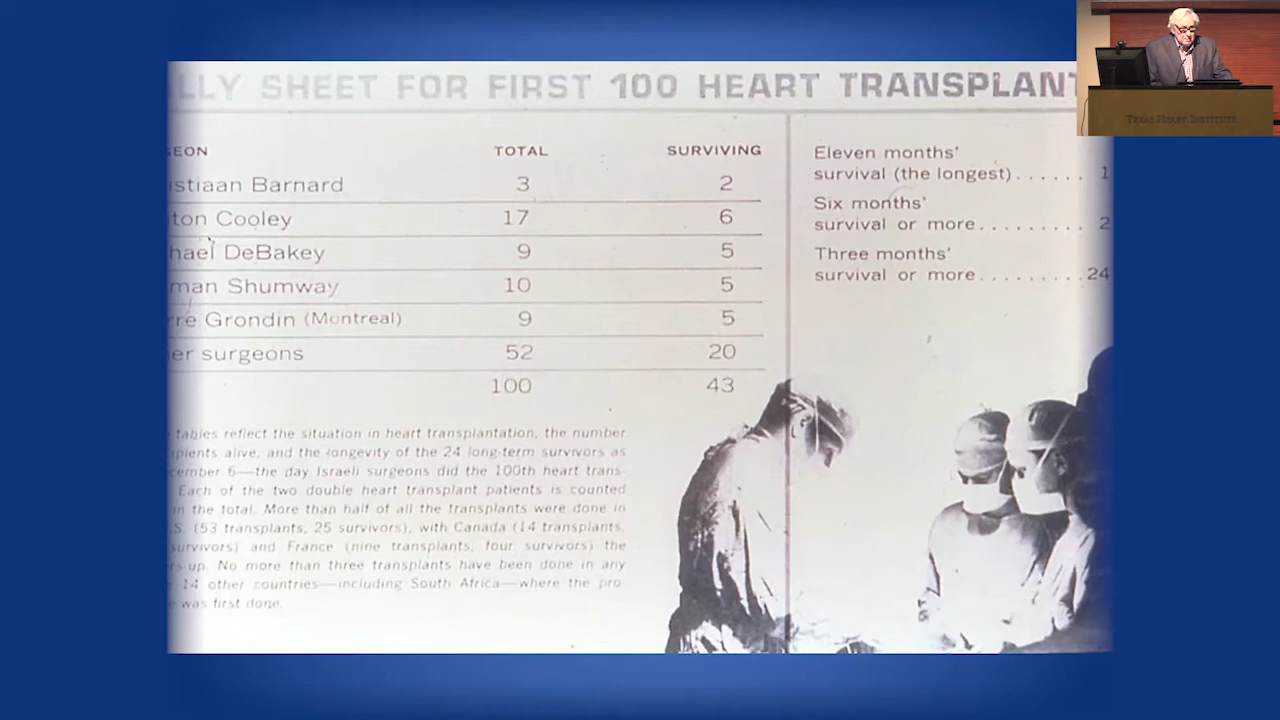 LLY SHEET FOR FIRST 100 HEART TRANSPLANT
EON TOTAL SURVIVING
istiaan Barnard 3 2
ton Cooley 17 6
hael DeBakey 9 5
man Shumway 10 5
rre Grondin (Montreal) 9 5
er surgeons 52 20
100 43
tables reflect the situation in heart transplantation, the number
ipients alive, and the longevity of the 24 long-term survivors as
cember 6—the day Israeli surgeons did the 100th heart trans-
Each of the two double heart transplant patients is counted
in the total. More than half of all the transplants were done in
.S. (53 transplants, 25 survivors), with Canada (14 transplants,
survivors) and France (nine transplants, four survivors) the
rs-up. No more than three transplants have been done in any
14 other countries—including South Africa—where the pro-
e was first done.
Eleven months'
survival (the longest) . . . . . . 1
Six months'
survival or more . . . . . . . . . 2
Three months'
survival or more . . . . . . . . . 24
TEXAS HEART INSTITUTE